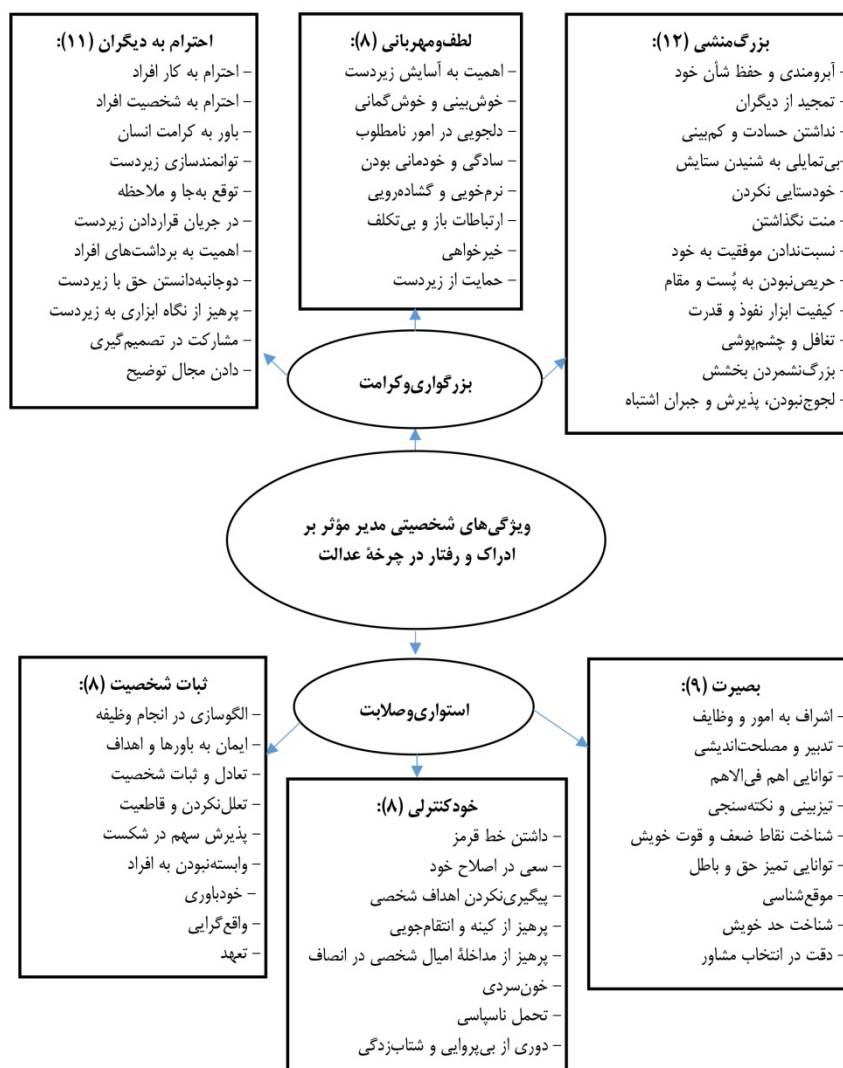 بزرگ‌منشی (۱۲):
- آبرومندی و حفظ شأن خود
- تمجید از دیگران
- نداشتن حسادت و کم‌بینی
- بی‌تمایلی به شنیدن ستایش
- خودستایی نکردن
- منت نگذاشتن
- نسبت‌ندادن موفقیت به خود
- حریص‌نبودن به پُست و مقام
- کیفیت ابزار نفوذ و قدرت
- تغافل و چشم‌پوشی
- بزرگ‌نشمردن بخشش
- لجوج‌نبودن، پذیرش و جبران اشتباه
لطف‌ومهربانی (۸):
- اهمیت به آسایش زیردست
- خوش‌بینی و خوش‌گمانی
- دلجویی در امور نامطلوب
- سادگی و خودمانی بودن
- نرم‌خویی و گشاده‌رویی
- ارتباطات باز و بی‌تکلف
- خیرخواهی
- حمایت از زیردست
احترام به دیگران (۱۱):
- احترام به کار افراد
- احترام به شخصیت افراد
- باور به کرامت انسان
- توانمندسازی زیردست
- توقع به‌جا و ملاحظه
- در جریان قراردادن زیردست
- اهمیت به برداشت‌های افراد
- دوجانبه‌دانستن حق با زیردست
- پرهیز از نگاه ابزاری به زیردست
- مشارکت در تصمیم‌گیری
- دادن مجال توضیح
بزرگواری‌وکرامت
ویژگی‌های شخصیتی مدیر مؤثر بر
ادراک و رفتار در چرخهٔ عدالت
استواری‌وصلابت
بصیرت (۹):
- اشراف به امور و وظایف
- تدبیر و مصلحت‌اندیشی
- توانایی اهم فی‌الاهم
- تیزبینی و نکته‌سنجی
- شناخت نقاط ضعف و قوت خویش
- توانایی تمیز حق و باطل
- موقع‌شناسی
- شناخت حد خویش
- دقت در انتخاب مشاور
خودکنترلی (۸):
- داشتن خط قرمز
- سعی در اصلاح خود
- پیگیری‌نکردن اهداف شخصی
- پرهیز از کینه و انتقام‌جویی
- پرهیز از مداخلهٔ امیال شخصی در انصاف
- خون‌سردی
- تحمل ناسپاسی
- دوری از بی‌پروایی و شتاب‌زدگی
ثبات شخصیت (۸):
- الگوسازی در انجام وظیفه
- ایمان به باورها و اهداف
- تعادل و ثبات شخصیت
- تعلل‌نکردن و قاطعیت
- پذیرش سهم در شکست
- وابسته‌نبودن به افراد
- خودباوری
- واقع‌گرایی
- تعهد